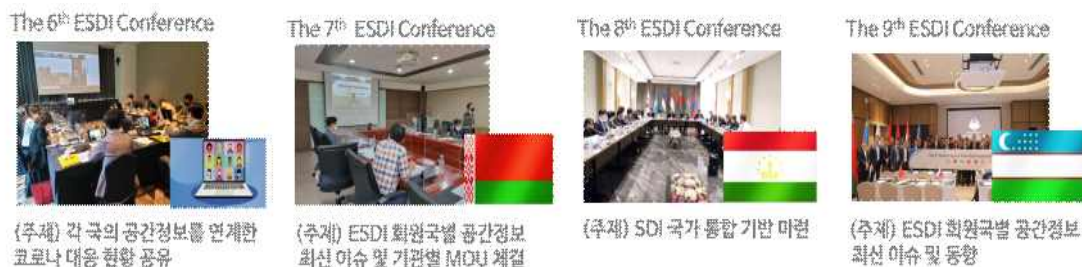 The 6th ESDI Conference
(주제) 각 국의 공간정보를 연계한
코로나 대응 현황 공유
The 7th ESDI Conference
(주제) ESDI 회원국별 공간정보
최신 이슈 및 기관별 MOU 체결
The 8th ESDI Conference
(주제) SDI 국가 통합 기반 마련
The 9th ESDI Conference
(주제) ESDI 회원국별 공간정보
최신 이슈 및 동향